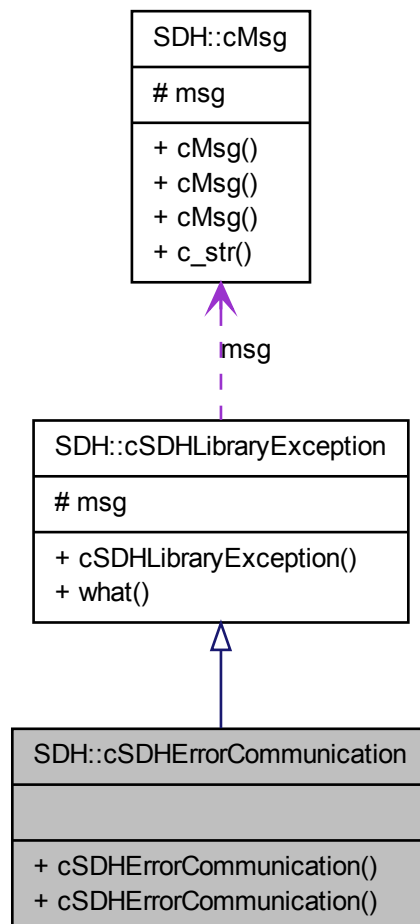 SDH::cMsg
# msg
+ cMsg()
+ cMsg()
+ cMsg()
+ c_str()
msg
SDH::cSDHLibraryException
# msg
+ cSDHLibraryException()
+ what()
SDH::cSDHErrorCommunication
+ cSDHErrorCommunication()
+ cSDHErrorCommunication()